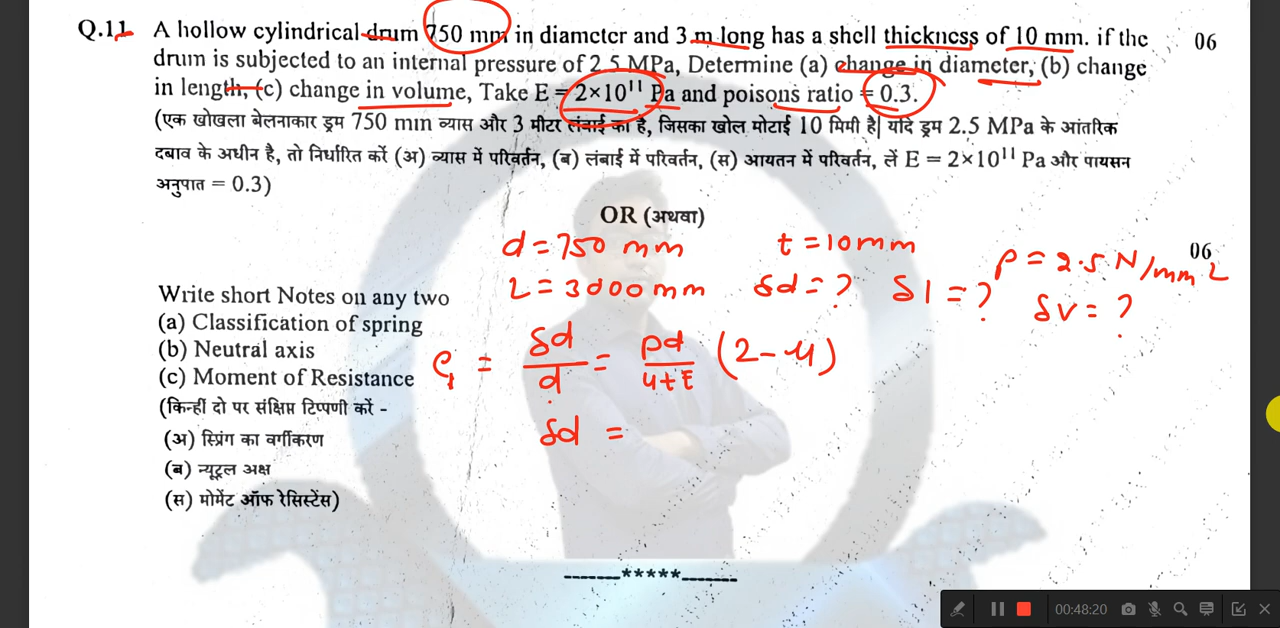 Q.11 A hollow cylindrical drum 750 mm in diameter and 3 m long has a shell thickness of 10 mm. if the 06
drum is subjected to an internal pressure of 2.5 MPa, Determine (a) change in diameter, (b) change
in length, (c) change in volume, Take E = 2×10¹¹ Pa and poisons ratio = 0.3.
(एक खोखला बेलनाकार ड्रम 750 mm व्यास और 3 मीटर लंबाई का है, जिसका खोल मोटाई 10 मिमी है| यदि ड्रम 2.5 MPa के आंतरिक
दबाव के अधीन है, तो निर्धारित करें (अ) व्यास में परिवर्तन, (ब) लंबाई में परिवर्तन, (स) आयतन में परिवर्तन, लें E = 2×10¹¹ Pa और पायसन
अनुपात = 0.3)
OR (अथवा)
d = 750 mm t = 10 mm P = 2.5 N/mm2
06
L = 3000 mm δd = ? δl = ? δv = ?
Write short Notes on any two
(a) Classification of spring
(b) Neutral axis
(c) Moment of Resistance
= δd/d = pd/4tE (2-μ)
(किन्हीं दो पर संक्षिप्त टिप्पणी करें -
δd =
(अ) स्प्रिंग का वर्गीकरण
(ब) न्यूट्रल अक्ष
(स) मोमेंट ऑफ रेसिस्टेंस)
______*****______
00:48:20